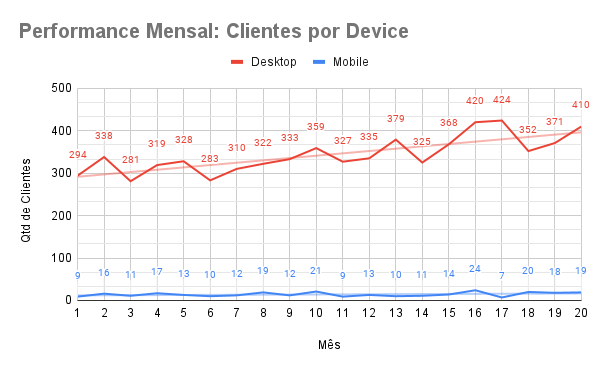 Performance Mensal: Clientes por Device
Desktop Mobile
Qtd de Clientes
500
400
300
200
100
0
294 338 281 319 328 283 310 322 333 359 327 335 379 325 368 420 424 352 371 410
9 16 11 17 13 10 12 19 12 21 9 13 10 11 14 24 7 20 18 19
1 2 3 4 5 6 7 8 9 10 11 12 13 14 15 16 17 18 19 20
Mês